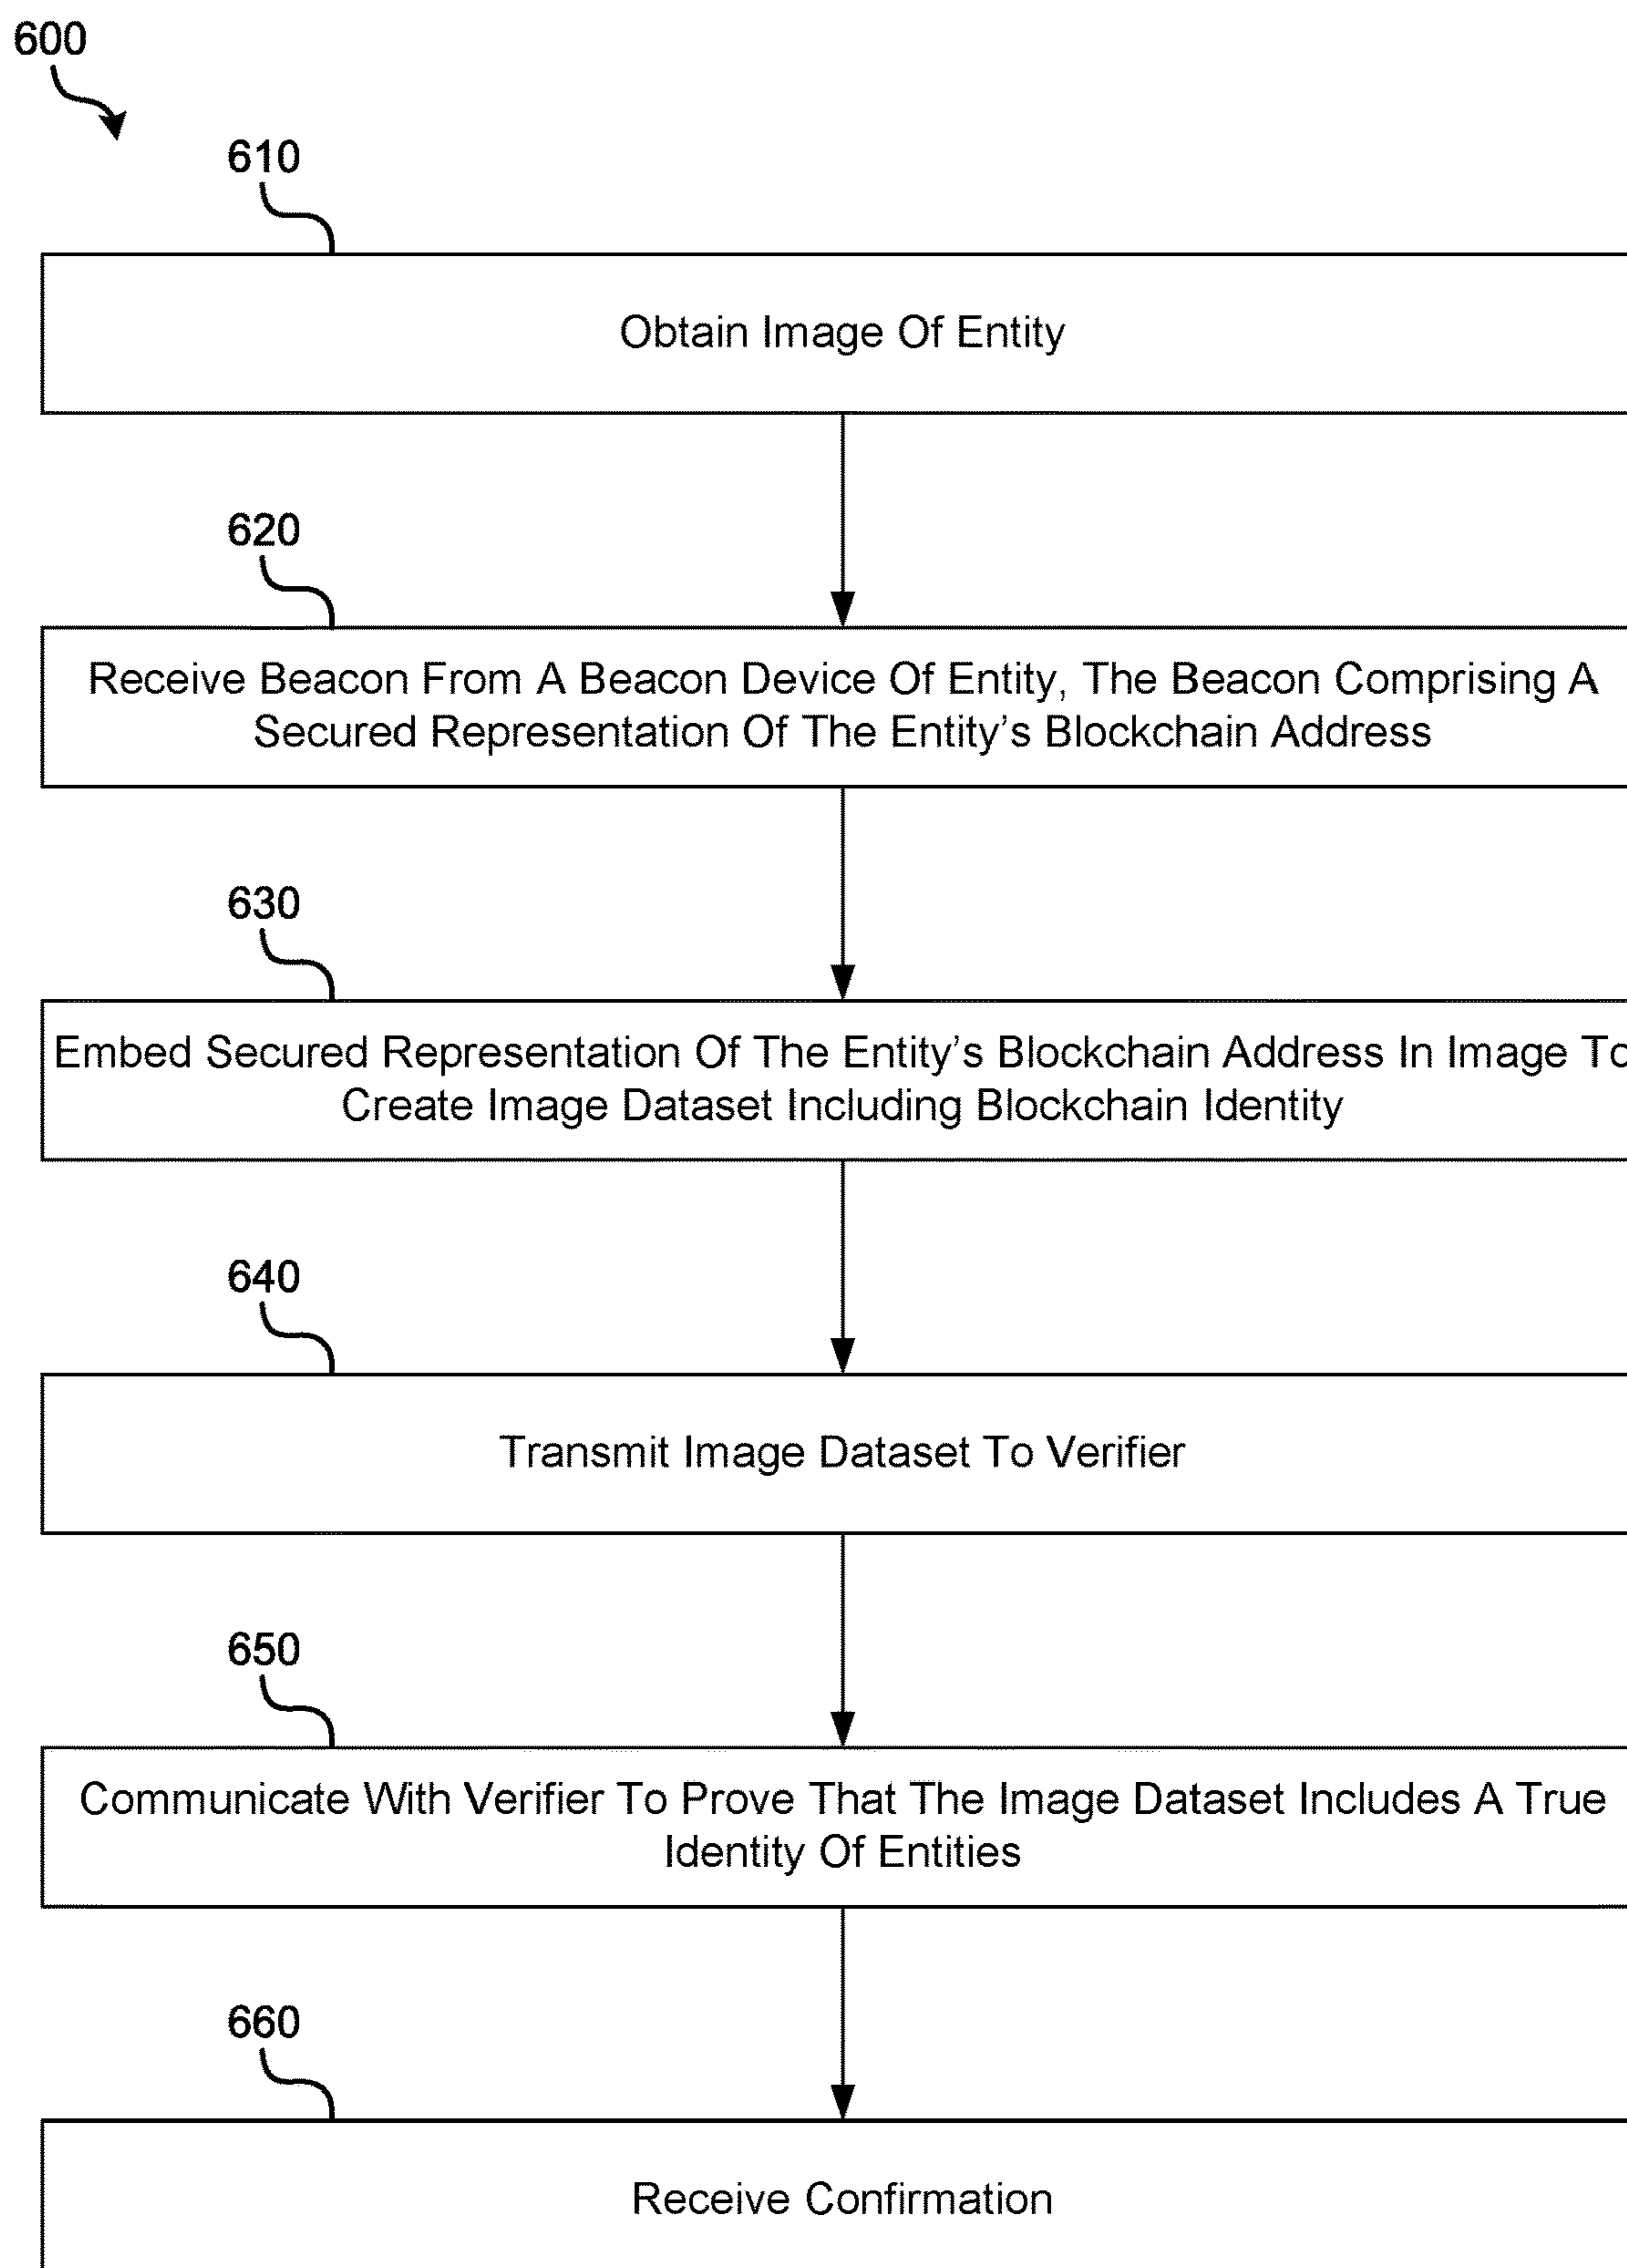 600
610
Obtain Image Of Entity
620
Receive Beacon From A Beacon Device Of Entity, The Beacon Comprising A
Secured Representation Of The Entity’s Blockchain Address
630
Embed Secured Representation Of The Entity’s Blockchain Address In Image To
Create Image Dataset Including Blockchain Identity
640
Transmit Image Dataset To Verifier
650
Communicate With Verifier To Prove That The Image Dataset Includes A True
Identity Of Entities
660
Receive Confirmation